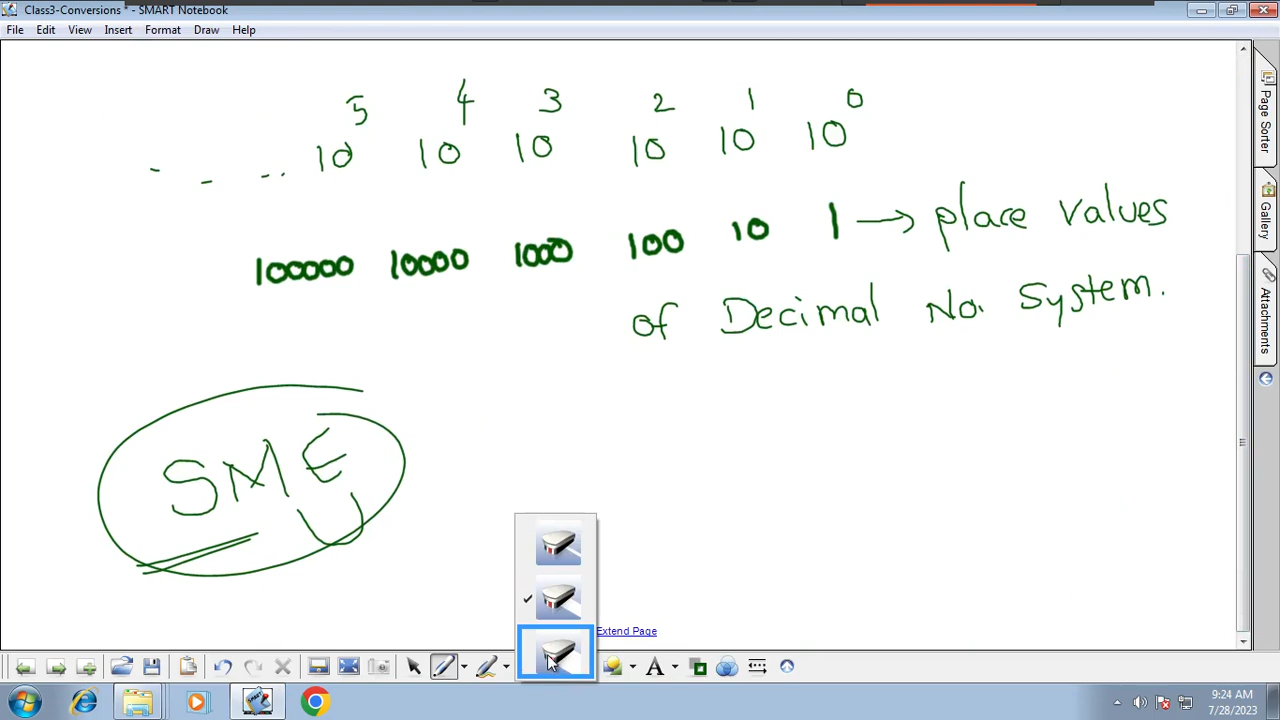 Class3-Conversions * - SMART Notebook
File Edit View Insert Format Draw Help
5 4 3 2 1 0
- - - .. 10 10 10 10 10 10
100000 10000 1000 100 10 1 → place values
of Decimal No. System.
SME
Extend Page
Page Sorter
Gallery
Attachments
A
9:24 AM
7/28/2023